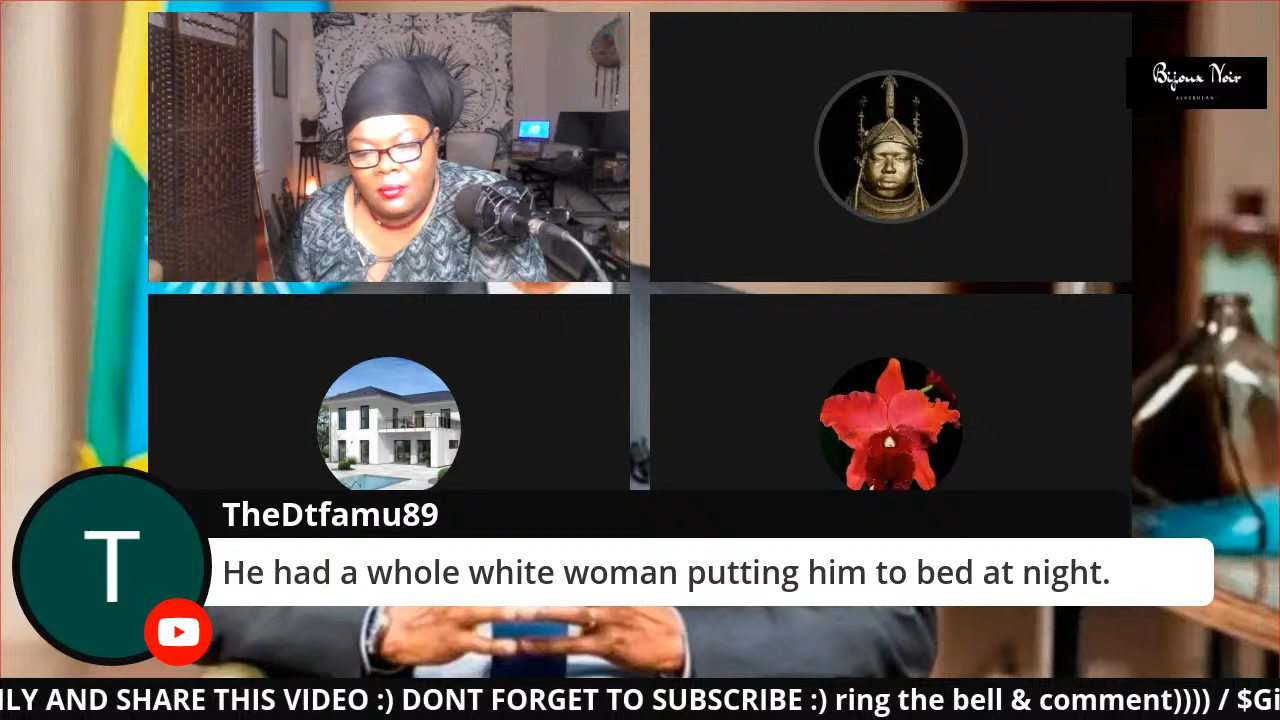 Bijoux Noir
ALKEBULAN
T
TheDtfamu89
He had a whole white woman putting him to bed at night.
ILY AND SHARE THIS VIDEO :) DONT FORGET TO SUBSCRIBE :) ring the bell & comment)))) / $Gi